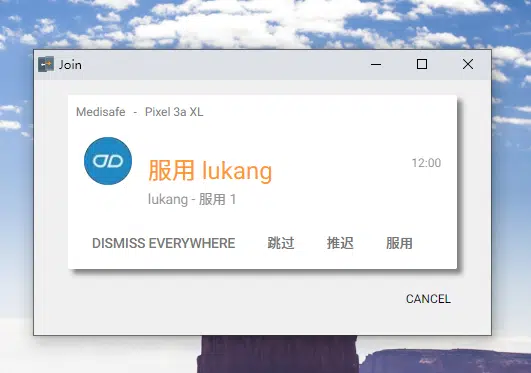 Join
Medisafe - Pixel 3a XL
服用 lukang
12:00
lukang - 服用 1
DISMISS EVERYWHERE 跳过 推迟 服用
CANCEL